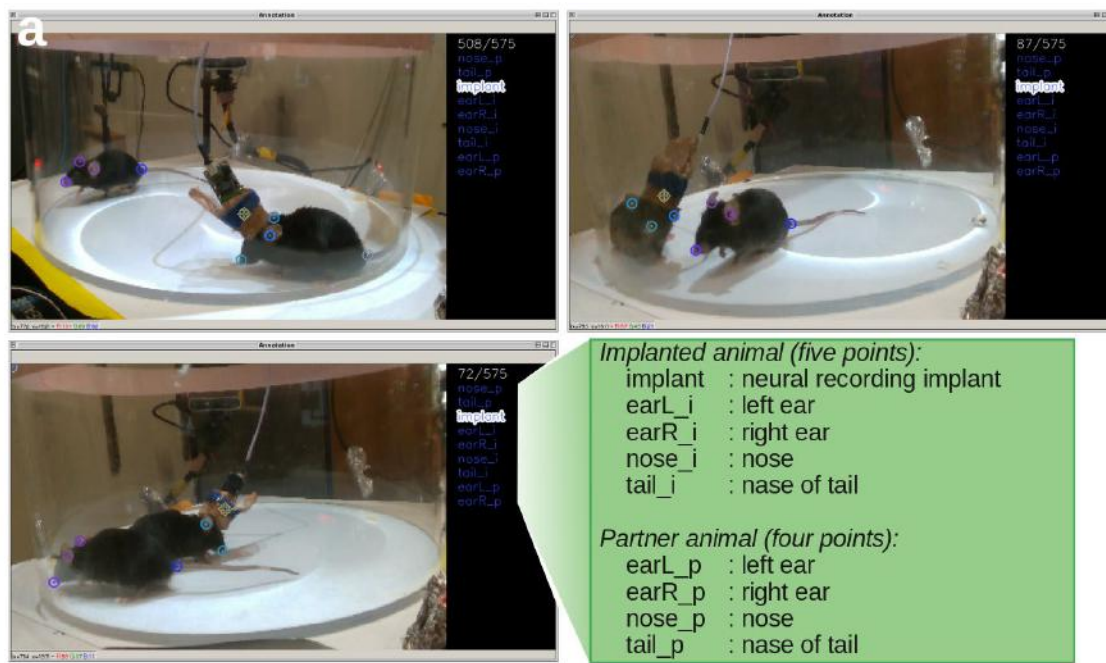 a
Annotation
508/575
nose_p
tail_p
implant
earL_i
earR_i
nose_i
tail_i
earL_p
earR_p
Annotation
87/575
nose_p
tail_p
implant
earL_i
earR_i
nose_i
tail_i
earL_p
earR_p
Annotation
72/575
nose_p
tail_p
implant
earL_i
earR_i
nose_i
tail_i
earL_p
earR_p
Implanted animal (five points):
implant : neural recording implant
earL_i : left ear
earR_i : right ear
nose_i : nose
tail_i : nase of tail
Partner animal (four points):
earL_p : left ear
earR_p : right ear
nose_p : nose
tail_p : nase of tail